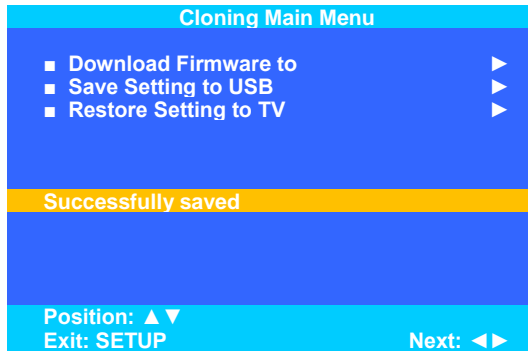 Cloning Main Menu
■ Download Firmware to ►
■ Save Setting to USB ►
■ Restore Setting to TV ►
Successfully saved
Position: ▲▼
Exit: SETUP Next: ◄►